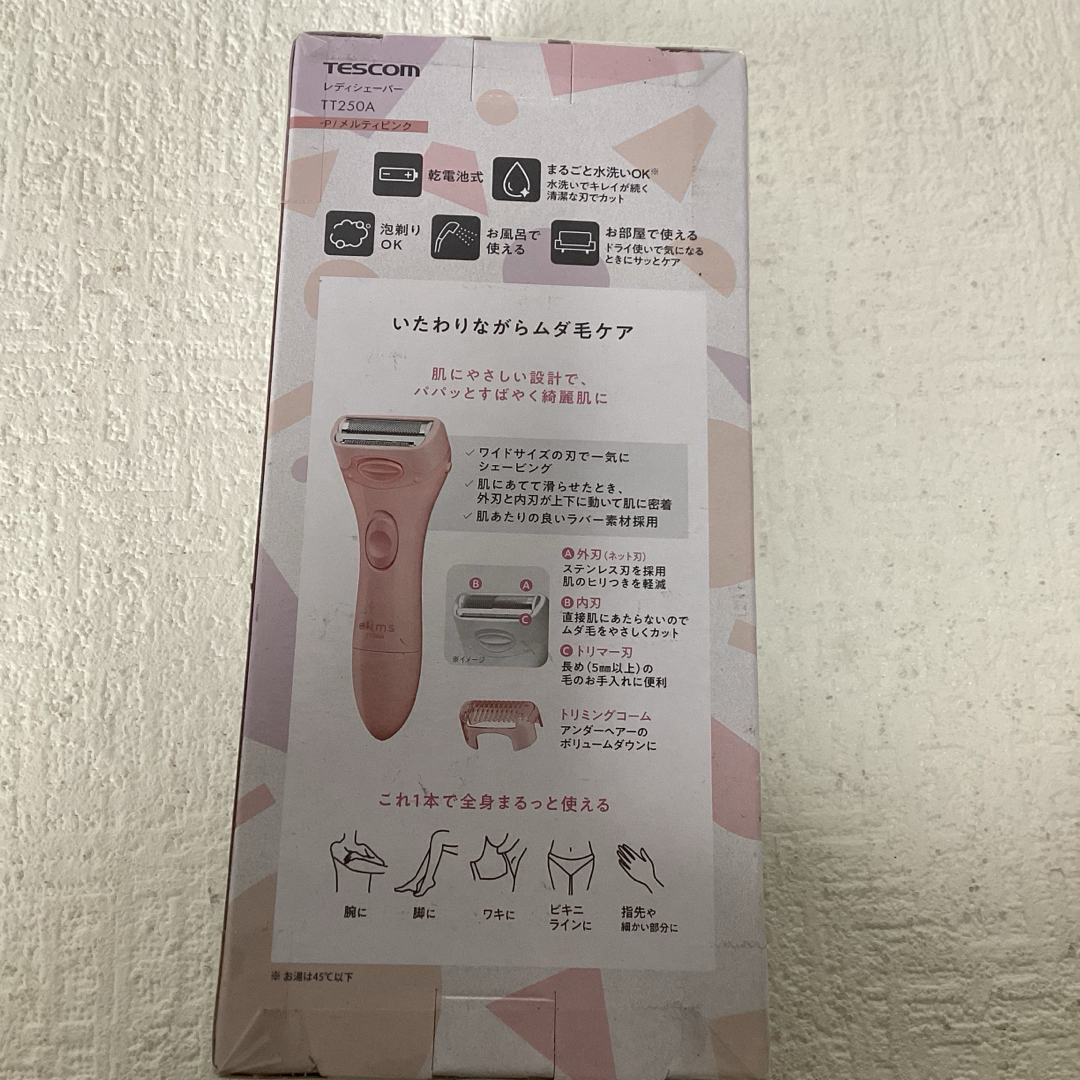 TESCOM
レディシェーバー
TT250A
-P/メルティピンク
乾電池式
まるごと水洗いOK※
水洗いでキレイが続く
清潔な刃でカット
泡剃り
OK
お風呂で
使える
お部屋で使える
ドライ使いで気になる
ときにサッとケア
いたわりながらムダ毛ケア
肌にやさしい設計で、
パパッとすばやく綺麗肌に
✓ ワイドサイズの刃で一気に
シェービング
✓ 肌にあてて滑らせたとき、
外刃と内刃が上下に動いて肌に密着
✓ 肌あたりの良いラバー素材採用
A 外刃(ネット刃)
ステンレス刃を採用
肌のヒリつきを軽減
B A
C
※イメージ
B 内刃
直接肌にあたらないので
ムダ毛をやさしくカット
C トリマー刃
長め(5mm以上)の
毛のお手入れに便利
トリミングコーム
アンダーヘアーの
ボリュームダウンに
これ1本で全身まるっと使える
腕に
脚に
ワキに
ビキニ
ラインに
指先や
細かい部分に
※ お湯は45℃以下